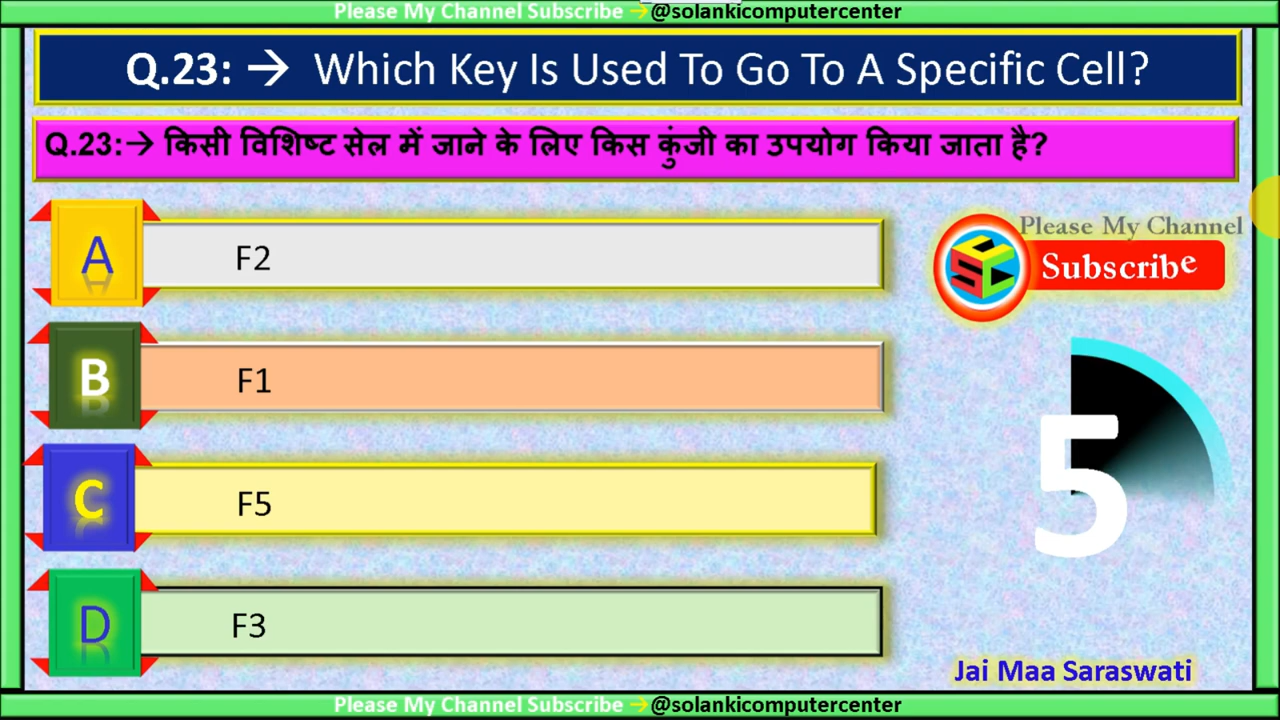 Please My Channel Subscribe → @solankicomputercenter
Q.23: → Which Key Is Used To Go To A Specific Cell?
Q.23:→ किसी विशिष्ट सेल में जाने के लिए किस कुंजी का उपयोग किया जाता है?
A F2
Please My Channel
SCC Subscribe
B F1
C F5
5
D F3
Jai Maa Saraswati
Please My Channel Subscribe → @solankicomputercenter